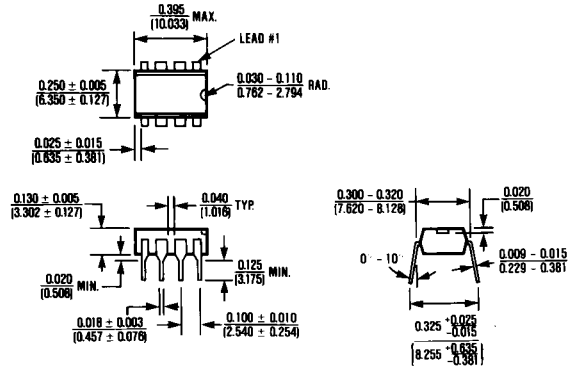 0.395
(10.033) MAX.
LEAD #1
0.250 ± 0.005
(6.350 ± 0.127)
0.030 – 0.110
0.762 – 2.794 RAD.
0.025 ± 0.015
(0.635 ± 0.381)
0.130 ± 0.005
(3.302 ± 0.127)
0.040
(1.016) TYP.
0.300 – 0.320
(7.620 – 8.128)
0.020
(0.508)
0.020
(0.508) MIN.
0.125
(3.175) MIN.
0 – 10
0.009 – 0.015
0.229 – 0.381
0.018 ± 0.003
(0.457 ± 0.076)
0.100 ± 0.010
(2.540 ± 0.254)
0.325 +0.025
-0.015
(8.255 +0.635
-0.381)